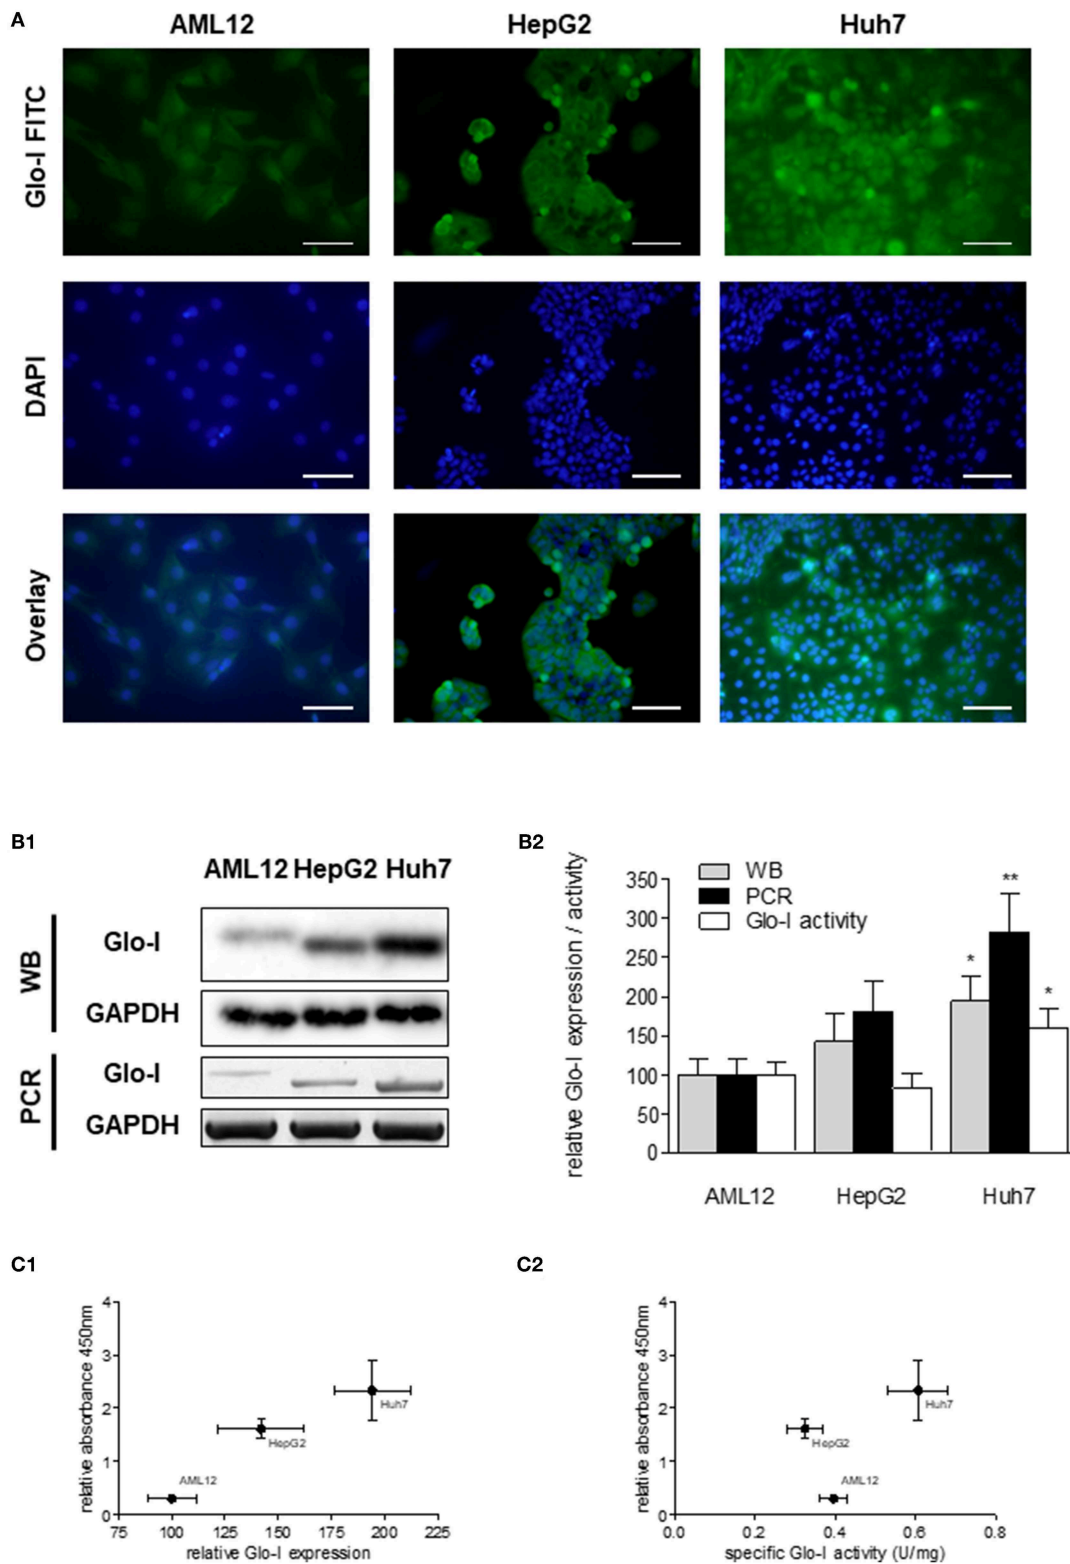 A
AML12 HepG2 Huh7
Glo-I FITC
DAPI
Overlay
B1
AML12 HepG2 Huh7
WB
Glo-I
GAPDH
PCR
Glo-I
GAPDH
B2
relative Glo-I expression / activity
350
300
250
200
150
100
50
0
WB
PCR
Glo-I activity
*
**
*
AML12 HepG2 Huh7
C1
relative absorbance 450nm
4
3
2
1
0
Huh7
HepG2
AML12
75 100 125 150 175 200 225
relative Glo-I expression
C2
relative absorbance 450nm
4
3
2
1
0
Huh7
HepG2
AML12
0.0 0.2 0.4 0.6 0.8
specific Glo-I activity (U/mg)